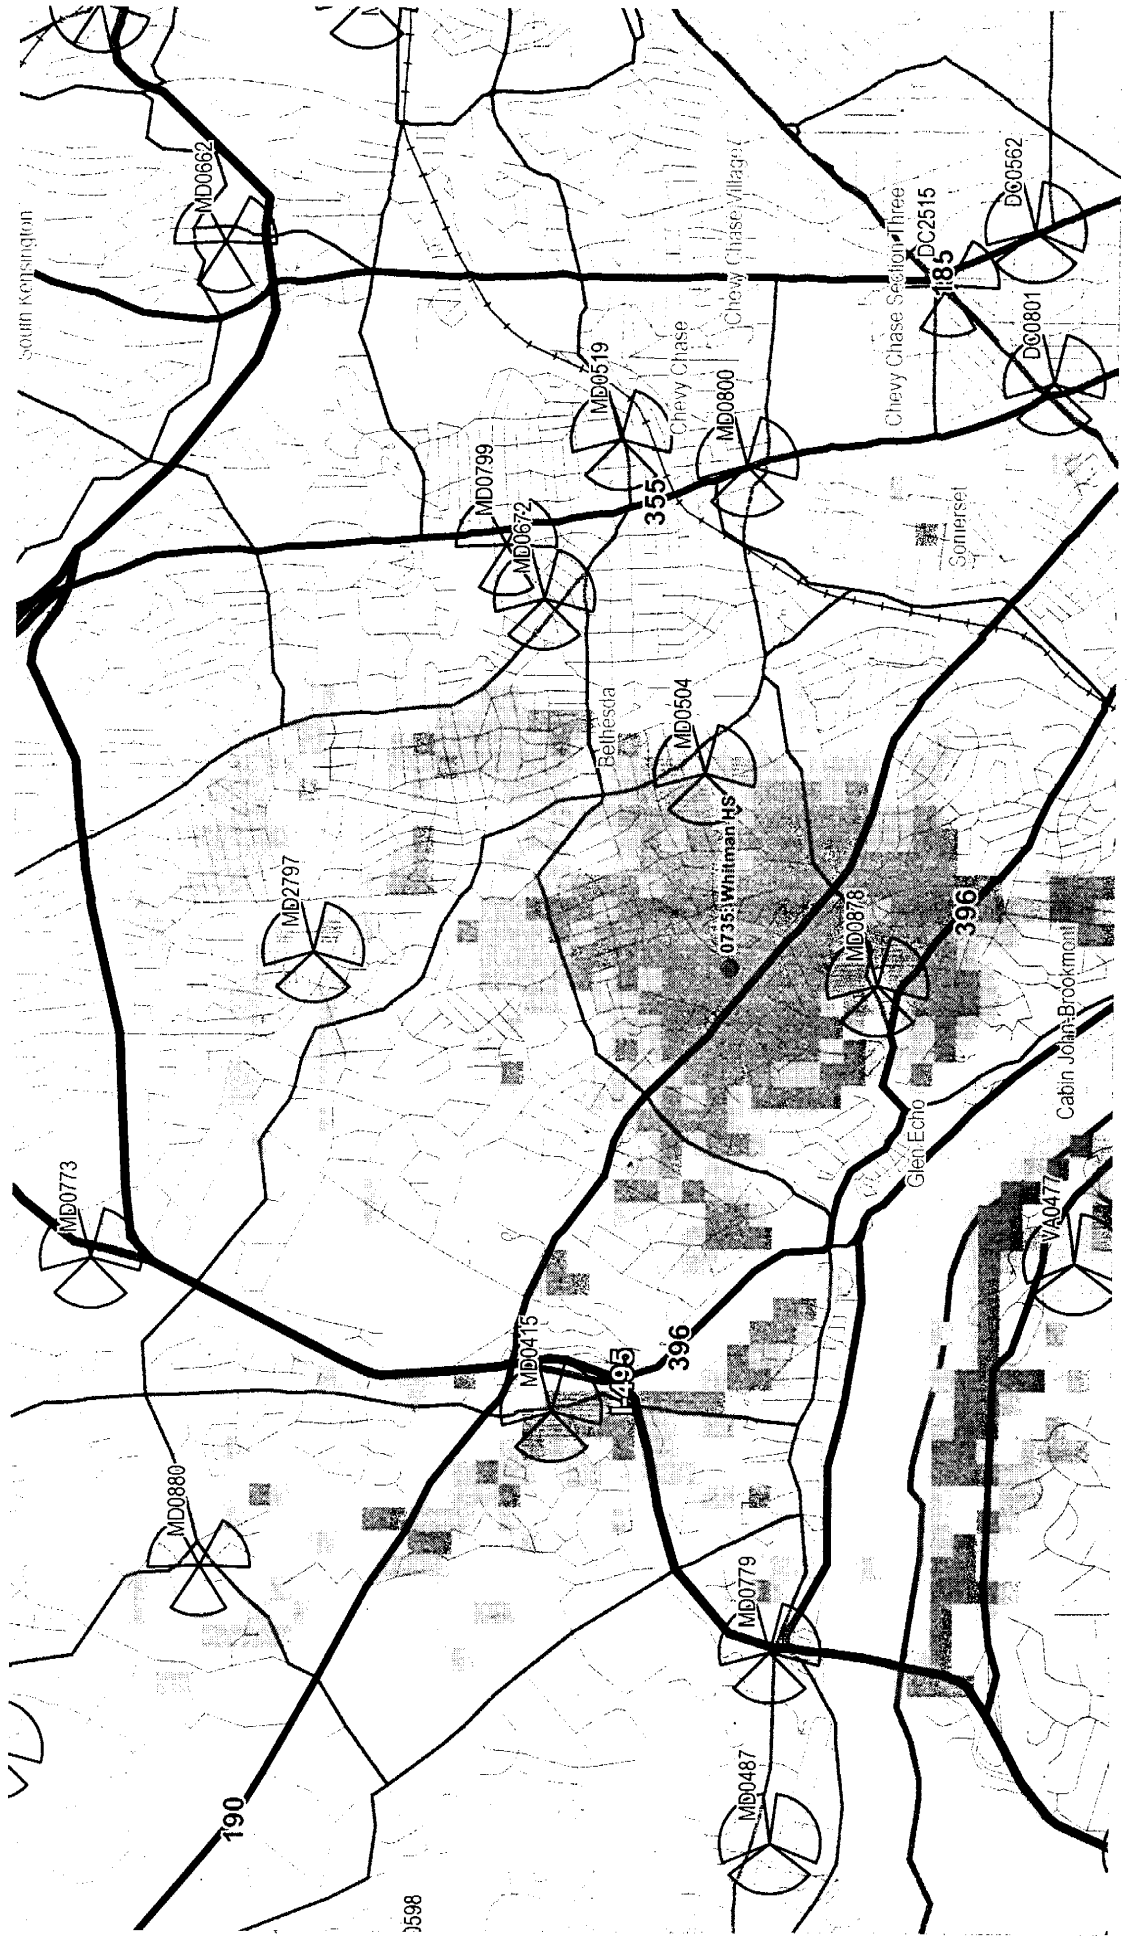 South Kensington
MD0662
DC0562
DC2515
Chevy Chase Village
Chevy Chase Section Three
185
DC0801
MD0519
Chevy Chase
MD0800
MD0799
MD0672
355
Somerset
Bethesda
MD0504
0735: Whitman HS
MD2797
MD0878
396
Cabin John-Brookmont
Glen Echo
MD0773
VA0477
MD0415
I-495
396
MD0880
MD0779
MD0487
190
0598